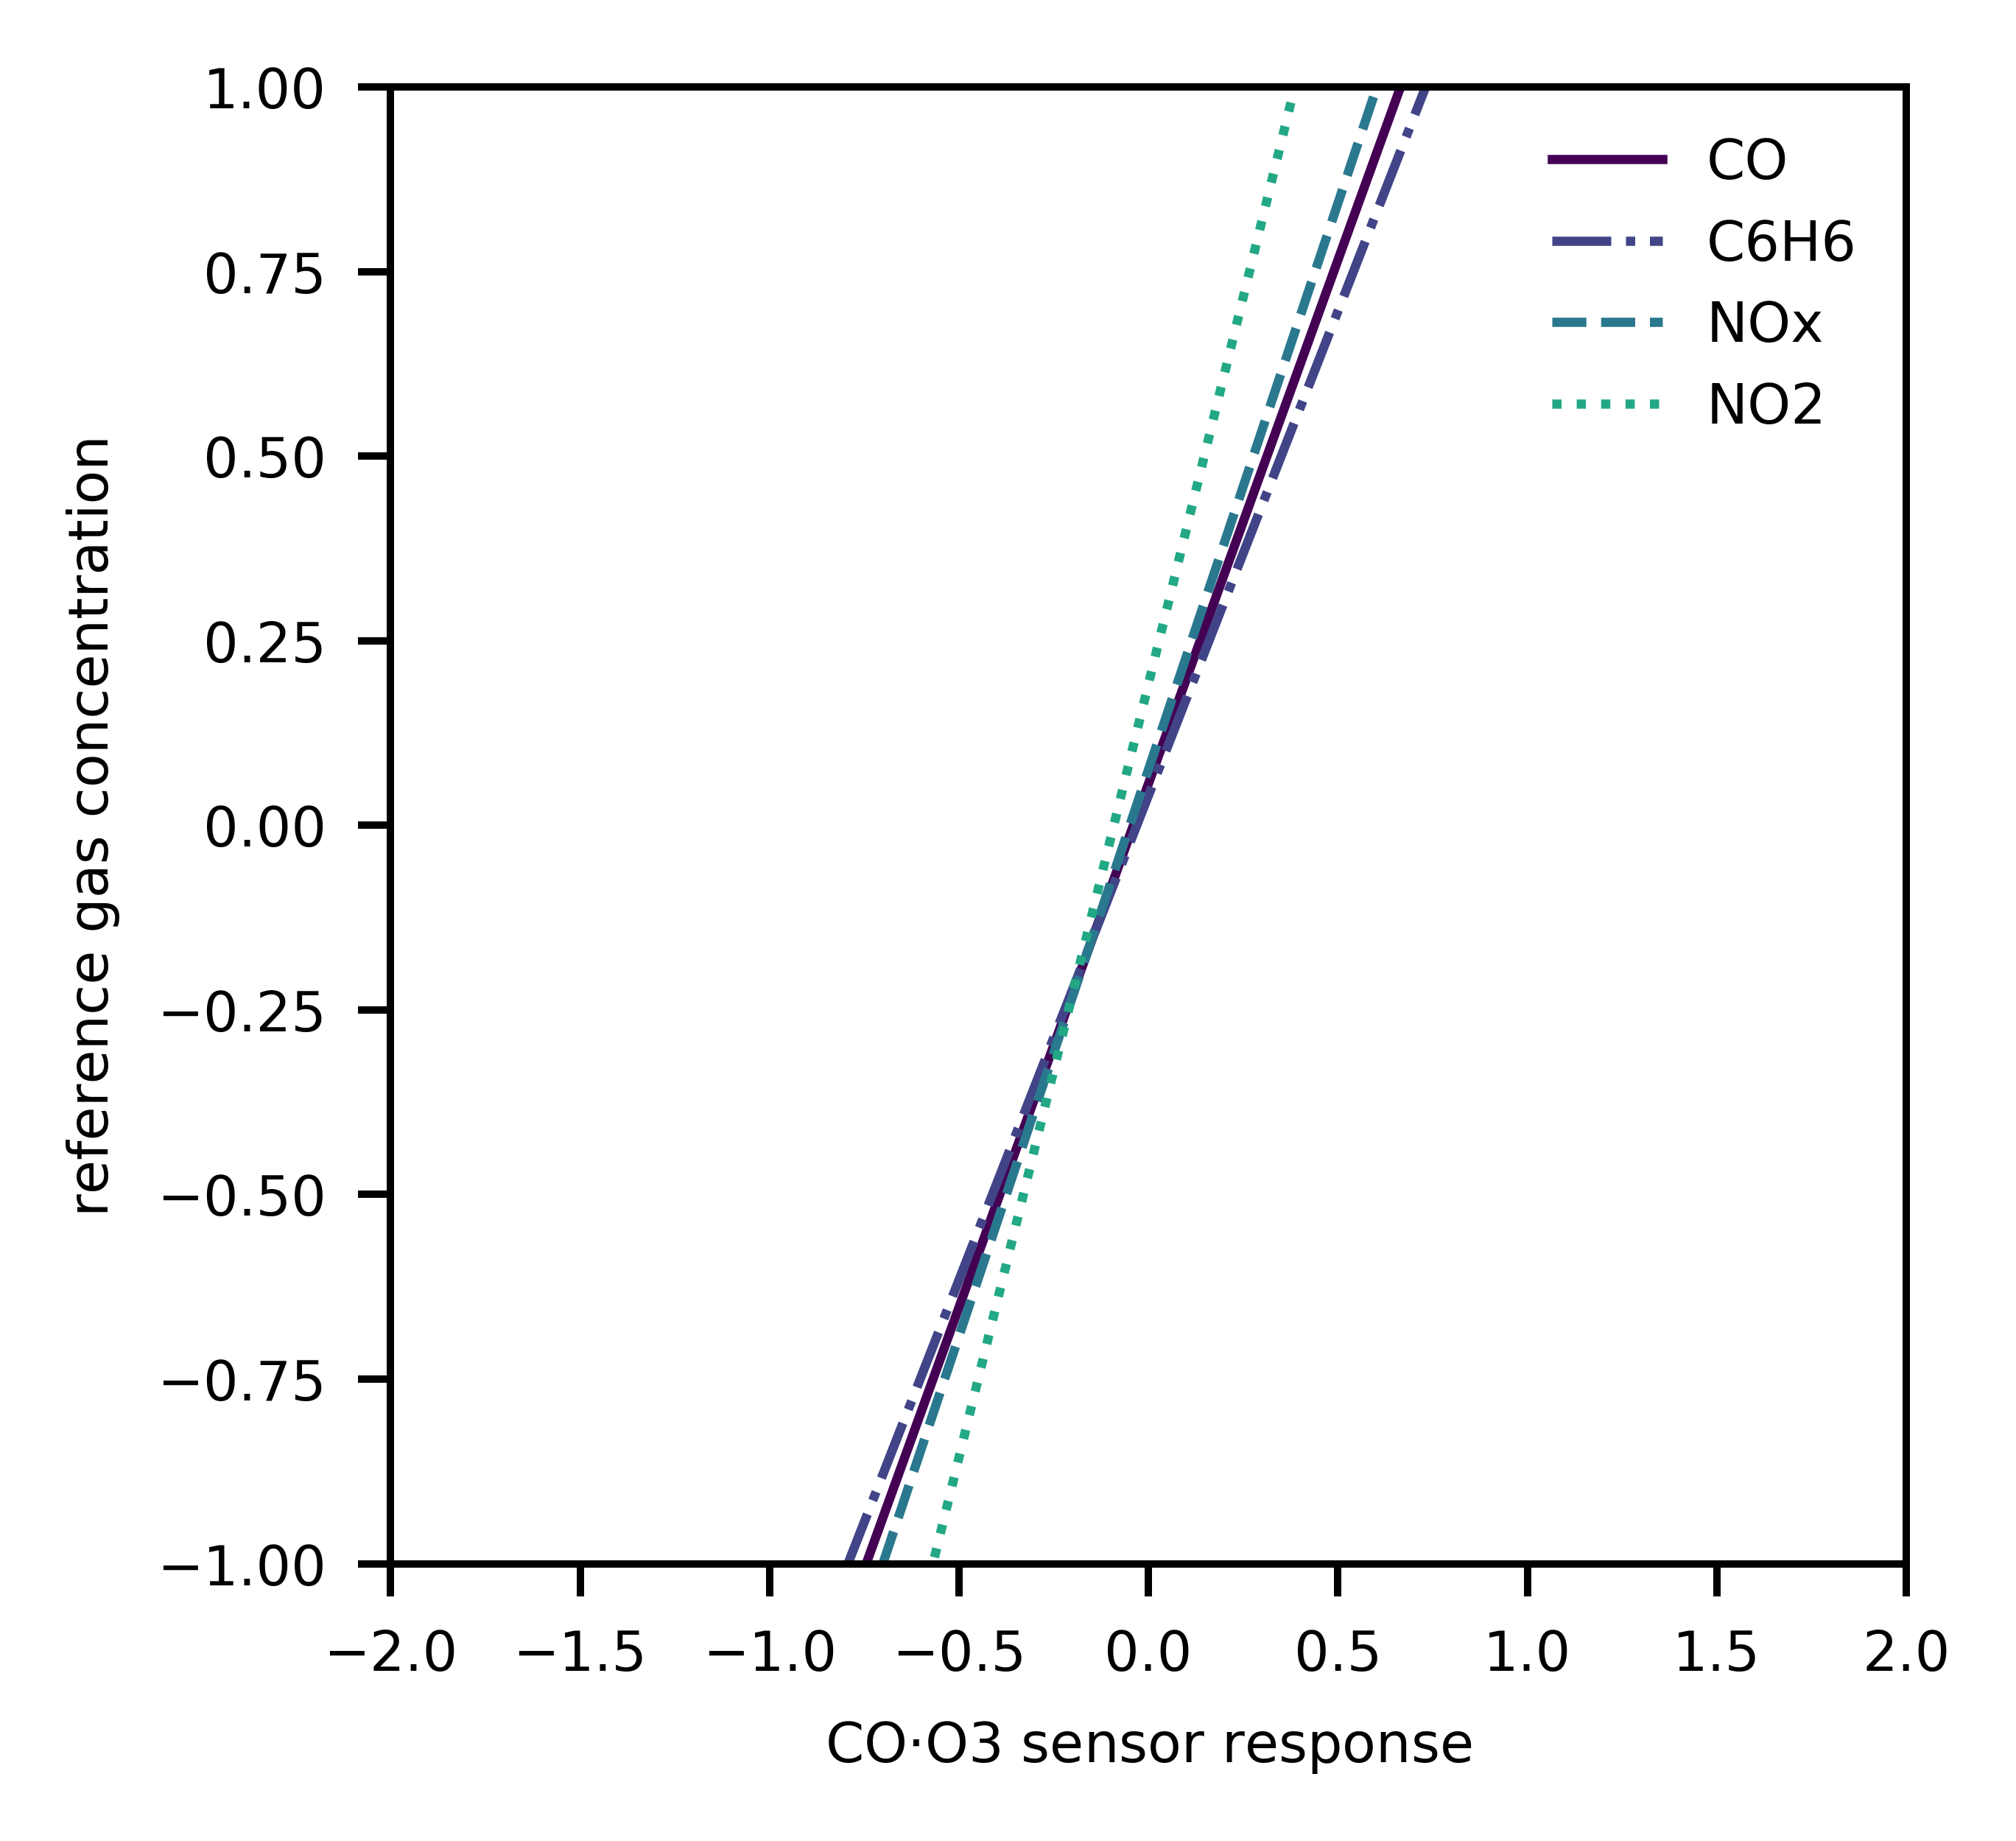 1.00
0.75
0.50
0.25
0.00
−0.25
−0.50
−0.75
−1.00
reference gas concentration
CO
C6H6
NOx
NO2
−2.0 −1.5 −1.0 −0.5 0.0 0.5 1.0 1.5 2.0
CO·O3 sensor response